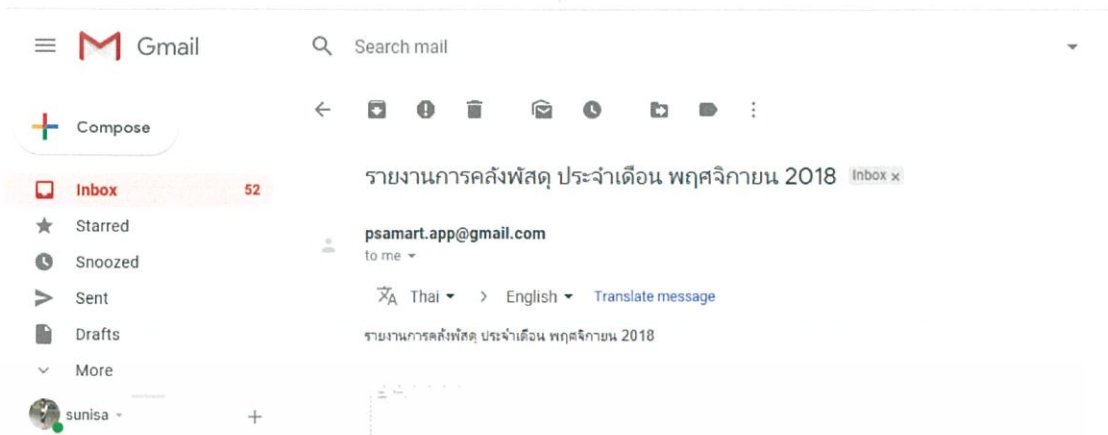 Gmail
Search mail
Compose
รายงานการคลังพัสดุ ประจำเดือน พฤศจิกายน 2018 Inbox x
Inbox 52
Starred
psamart.app@gmail.com
to me
Snoozed
Sent
Thai > English Translate message
Drafts
รายงานการคลังพัสดุ ประจำเดือน พฤศจิกายน 2018
More
sunisa